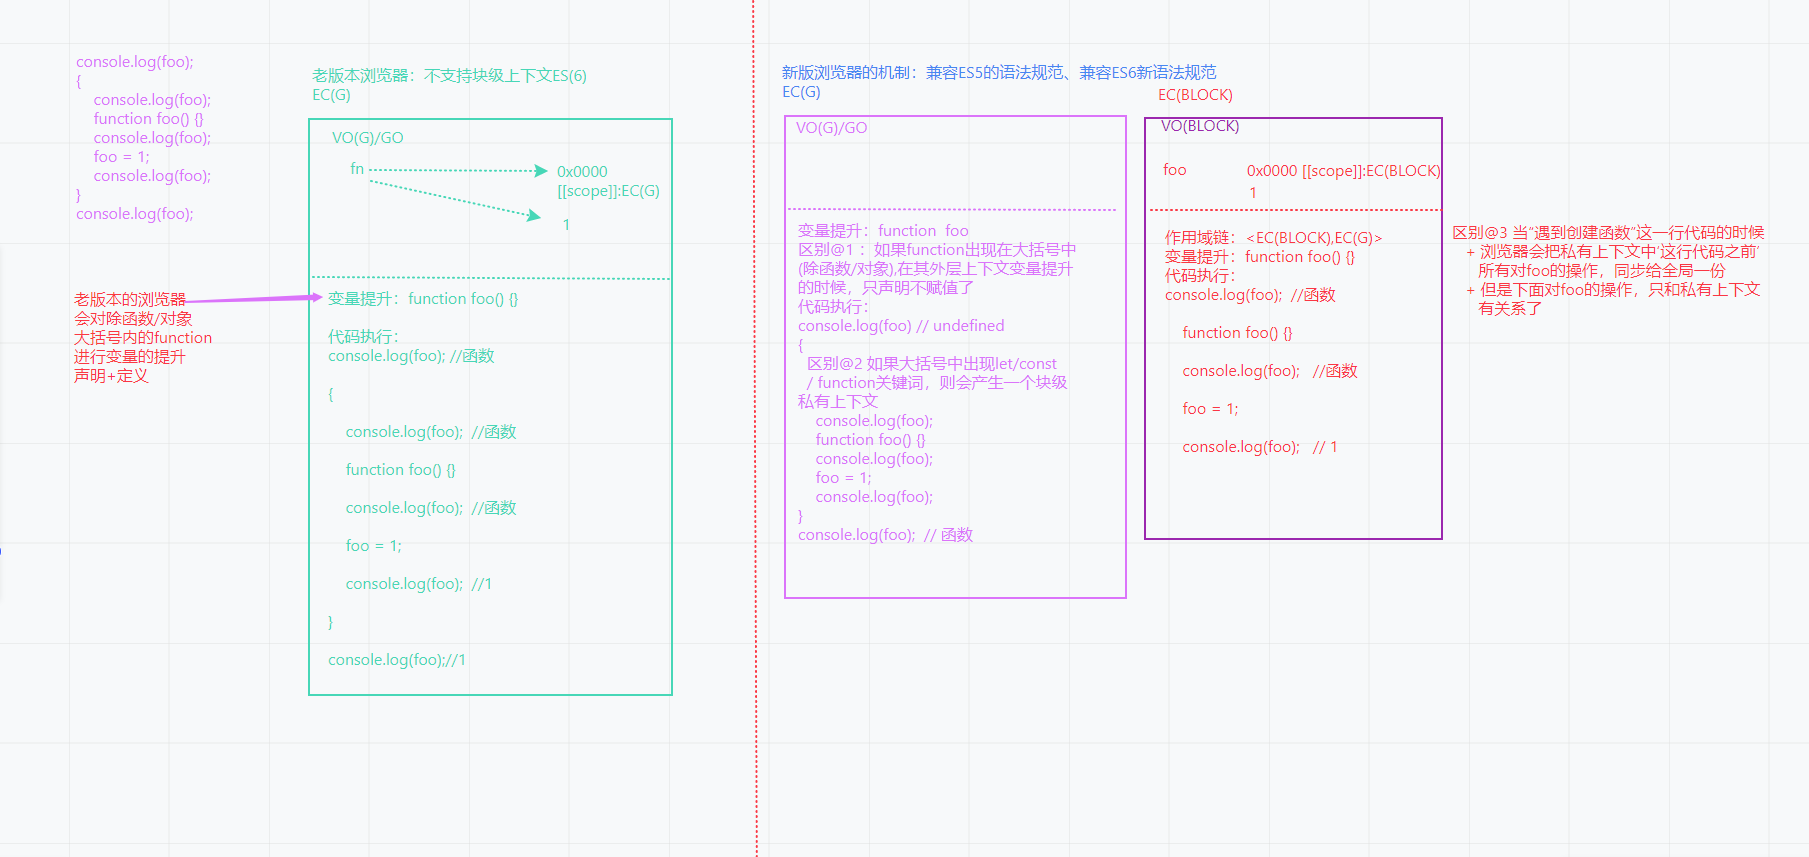 console.log(foo);
{
console.log(foo);
function foo() {}
console.log(foo);
foo = 1;
console.log(foo);
}
console.log(foo);
老版本的浏览器
会对除函数/对象
大括号内的function
进行变量的提升
声明+定义
老版本浏览器：不支持块级上下文ES(6)
EC(G)
VO(G)/GO
fn
0x0000
[[scope]]:EC(G)
1
变量提升：function foo() {}
代码执行：
console.log(foo); //函数
{
console.log(foo);  //函数
function foo() {}
console.log(foo);  //函数
foo = 1;
console.log(foo);  //1
}
console.log(foo);//1
新版浏览器的机制：兼容ES5的语法规范、兼容ES6新语法规范
EC(G)
VO(G)/GO
变量提升：function  foo
区别@1 ：如果function出现在大括号中
(除函数/对象),在其外层上下文变量提升
的时候，只声明不赋值了
代码执行：
console.log(foo) // undefined
{
区别@2 如果大括号中出现let/const
/ function关键词，则会产生一个块级
私有上下文
console.log(foo);
function foo() {}
console.log(foo);
foo = 1;
console.log(foo);
}
console.log(foo);  // 函数
EC(BLOCK)
VO(BLOCK)
foo
0x0000 [[scope]]:EC(BLOCK)
1
作用域链：<EC(BLOCK),EC(G)>
变量提升：function foo() {}
代码执行：
console.log(foo);  //函数
function foo() {}
console.log(foo);   //函数
foo = 1;
console.log(foo);   // 1
区别@3 当“遇到创建函数”这一行代码的时候
+ 浏览器会把私有上下文中‘这行代码之前’
所有对foo的操作，同步给全局一份
+ 但是下面对foo的操作，只和私有上下文
有关系了